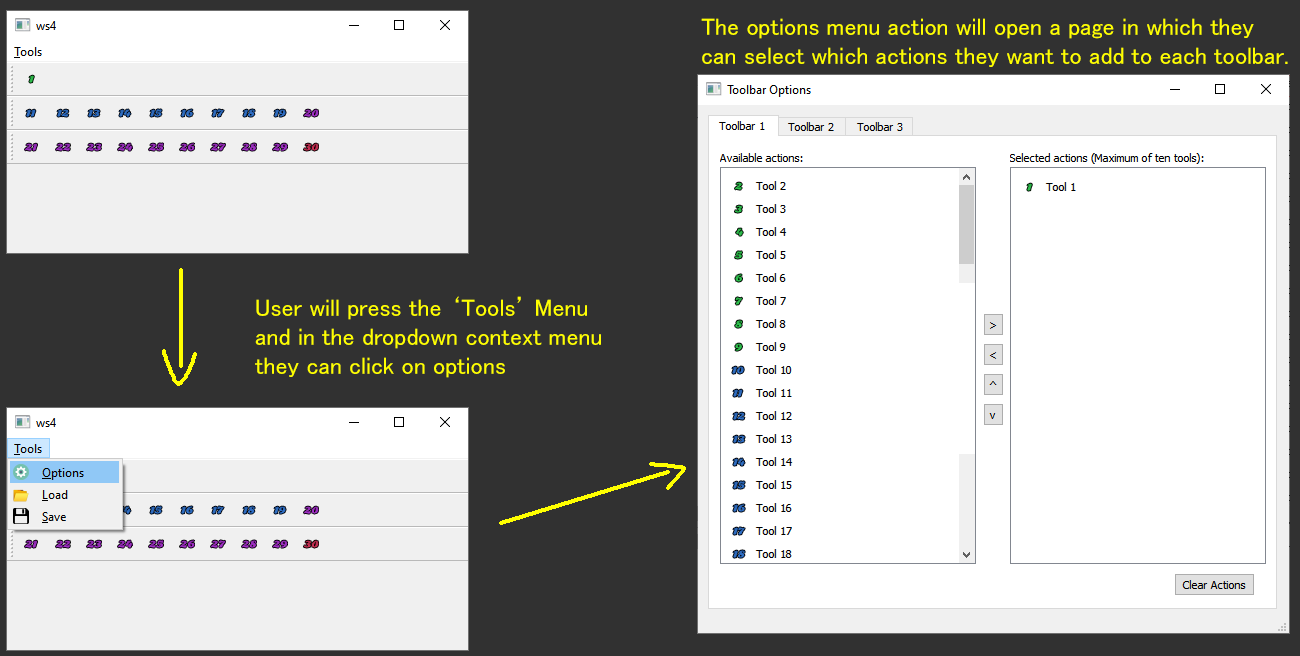 ws4
Tools
1
11 12 13 14 15 16 17 18 19 20
21 22 23 24 25 26 27 28 29 30
User will press the ‘Tools’ Menu
and in the dropdown context menu
they can click on options
ws4
Tools
Options
Load
Save
15 16 17 18 19 20
21 22 23 24 25 26 27 28 29 30
The options menu action will open a page in which they
can select which actions they want to add to each toolbar.
Toolbar Options
Toolbar 1 Toolbar 2 Toolbar 3
Available actions:
2 Tool 2
3 Tool 3
4 Tool 4
5 Tool 5
6 Tool 6
7 Tool 7
8 Tool 8
9 Tool 9
10 Tool 10
11 Tool 11
12 Tool 12
13 Tool 13
14 Tool 14
15 Tool 15
16 Tool 16
17 Tool 17
18 Tool 18
>
<
^
v
Selected actions (Maximum of ten tools):
1 Tool 1
Clear Actions